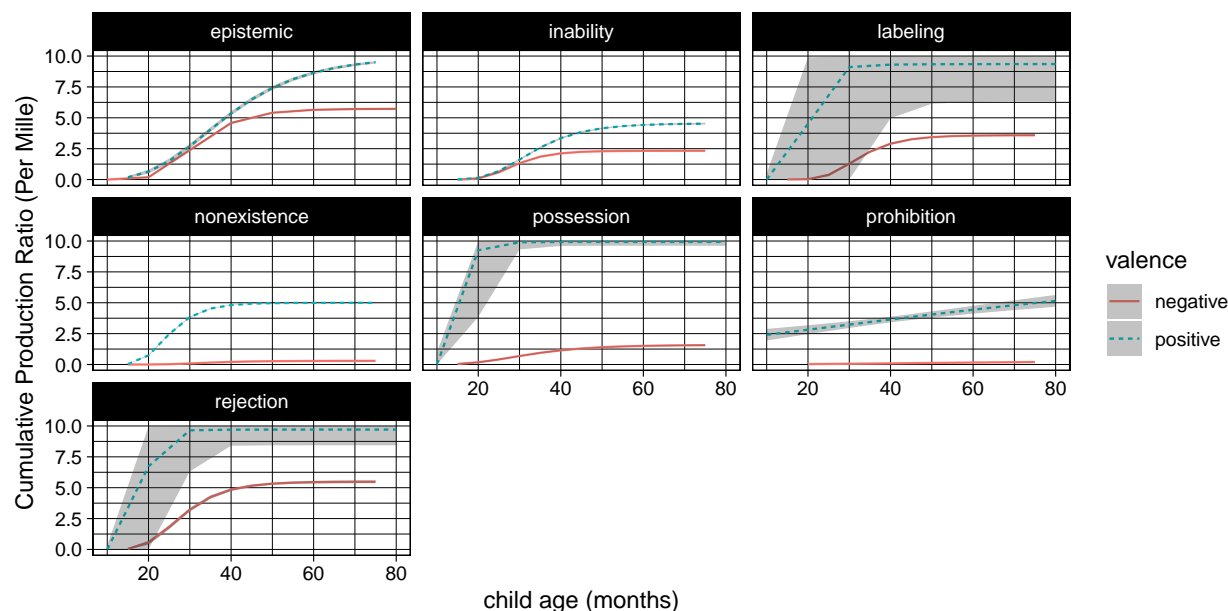 epistemic inability labeling
10.0
7.5
5.0
2.5
0.0
nonexistence possession prohibition
10.0
7.5
5.0
2.5
0.0
20 40 60 80 20 40 60 80
rejection
10.0
7.5
5.0
2.5
0.0
20 40 60 80
child age (months)
Cumulative Production Ratio (Per Mille)
valence
negative
positive